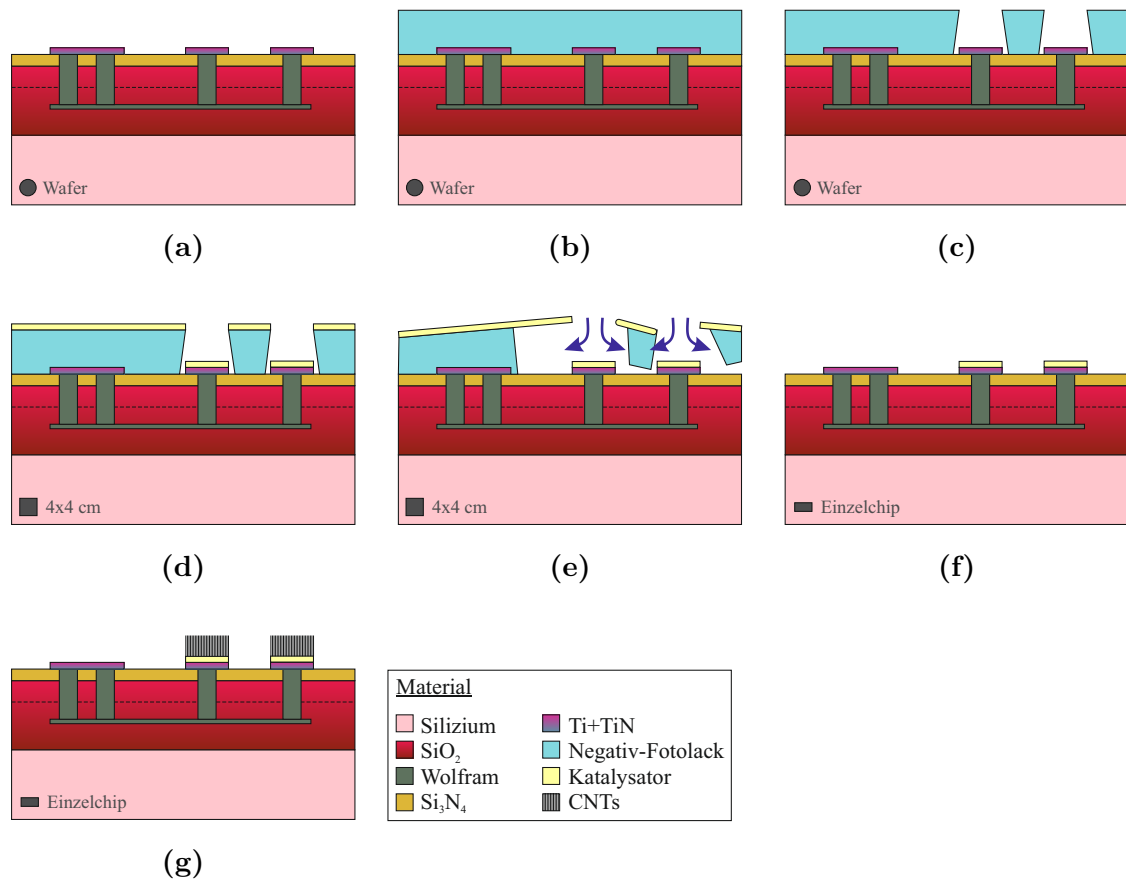 Wafer
Wafer
Wafer
(a)
(b)
(c)
4x4 cm
4x4 cm
Einzelchip
(d)
(e)
(f)
Einzelchip
Material
Silizium
SiO₂
Wolfram
Si₃N₄
Ti+TiN
Negativ-Fotolack
Katalysator
CNTs
(g)